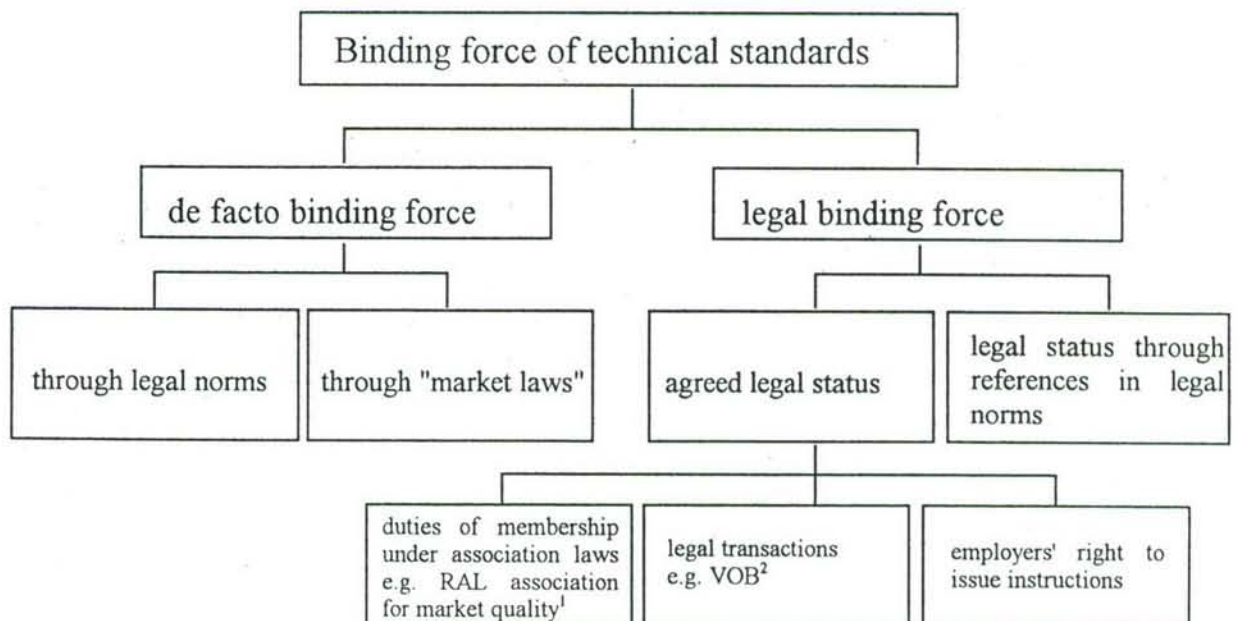 Binding force of technical standards
de facto binding force
legal binding force
through legal norms
through "market laws"
agreed legal status
legal status through
references in legal
norms
duties of membership
under association laws
e.g. RAL association
for market quality¹
legal transactions
e.g. VOB²
employers' right to
issue instructions